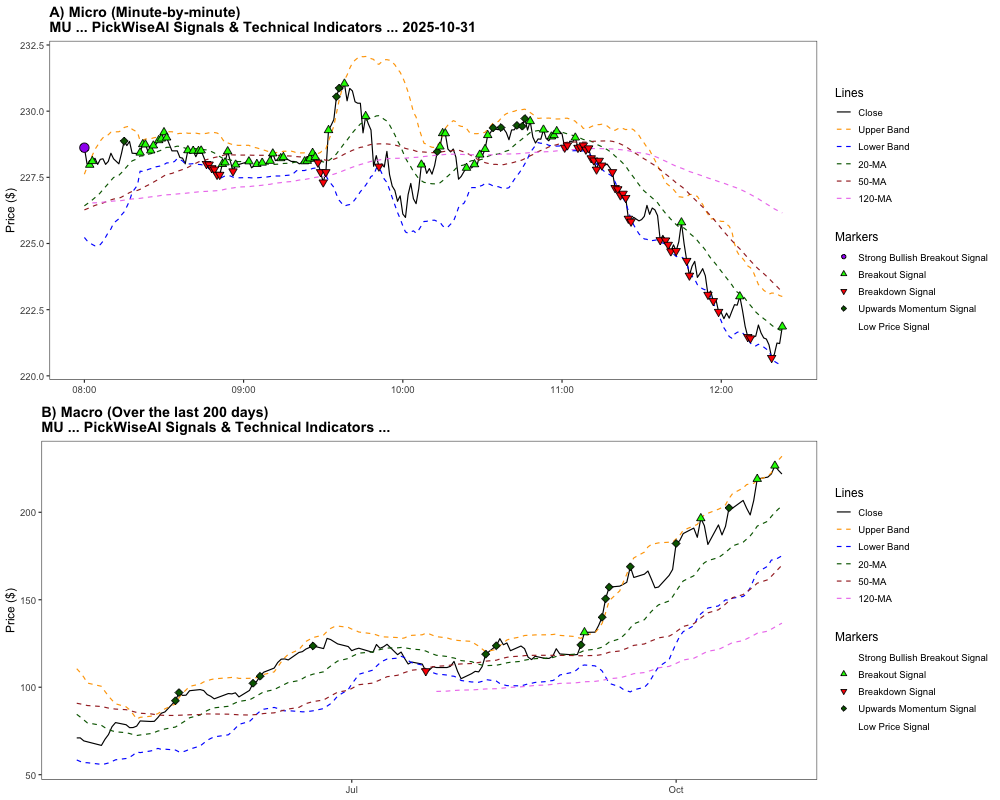 A) Micro (Minute-by-minute)
MU ... PickWiseAI Signals & Technical Indicators ... 2025-10-31
Price ($)
232.5
230.0
227.5
225.0
222.5
220.0
08:00
09:00
10:00
11:00
12:00
Lines
Close
Upper Band
Lower Band
20-MA
50-MA
120-MA
Markers
Strong Bullish Breakout Signal
Breakout Signal
Breakdown Signal
Upwards Momentum Signal
Low Price Signal
B) Macro (Over the last 200 days)
MU ... PickWiseAI Signals & Technical Indicators ...
Price ($)
200
150
100
50
Jul
Oct
Lines
Close
Upper Band
Lower Band
20-MA
50-MA
120-MA
Markers
Strong Bullish Breakout Signal
Breakout Signal
Breakdown Signal
Upwards Momentum Signal
Low Price Signal